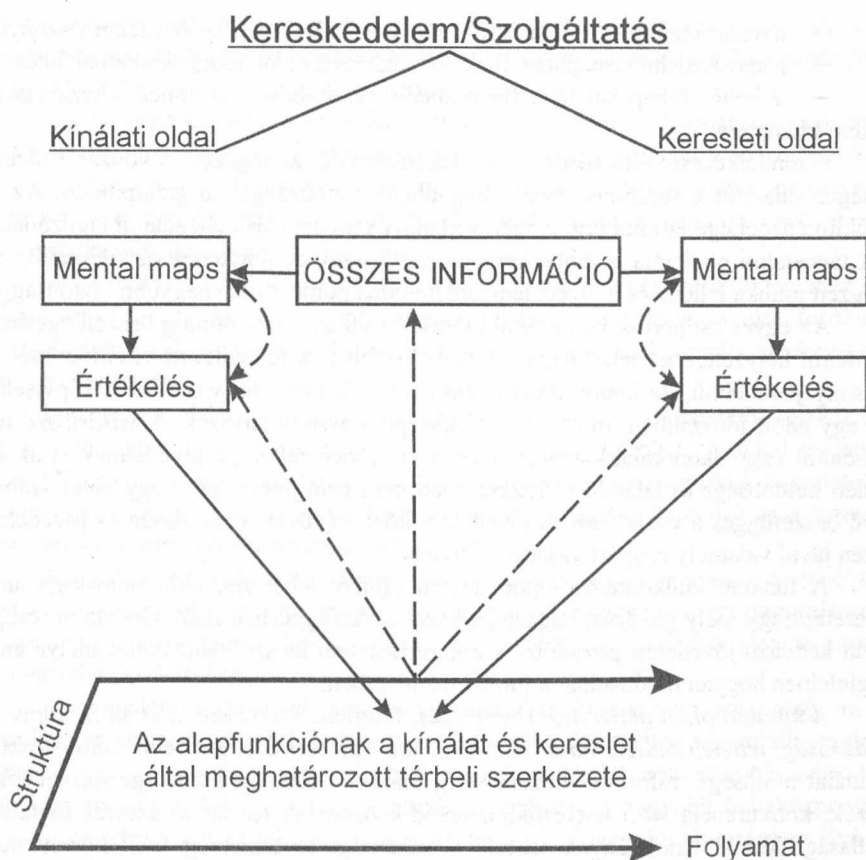 Kereskedelem/Szolgáltatás
Kínálati oldal
Keresleti oldal
Mental maps
ÖSSZES INFORMÁCIÓ
Mental maps
Értékelés
Értékelés
Struktúra
Az alapfunkciónak a kínálat és kereslet
által meghatározott térbeli szerkezete
Folyamat